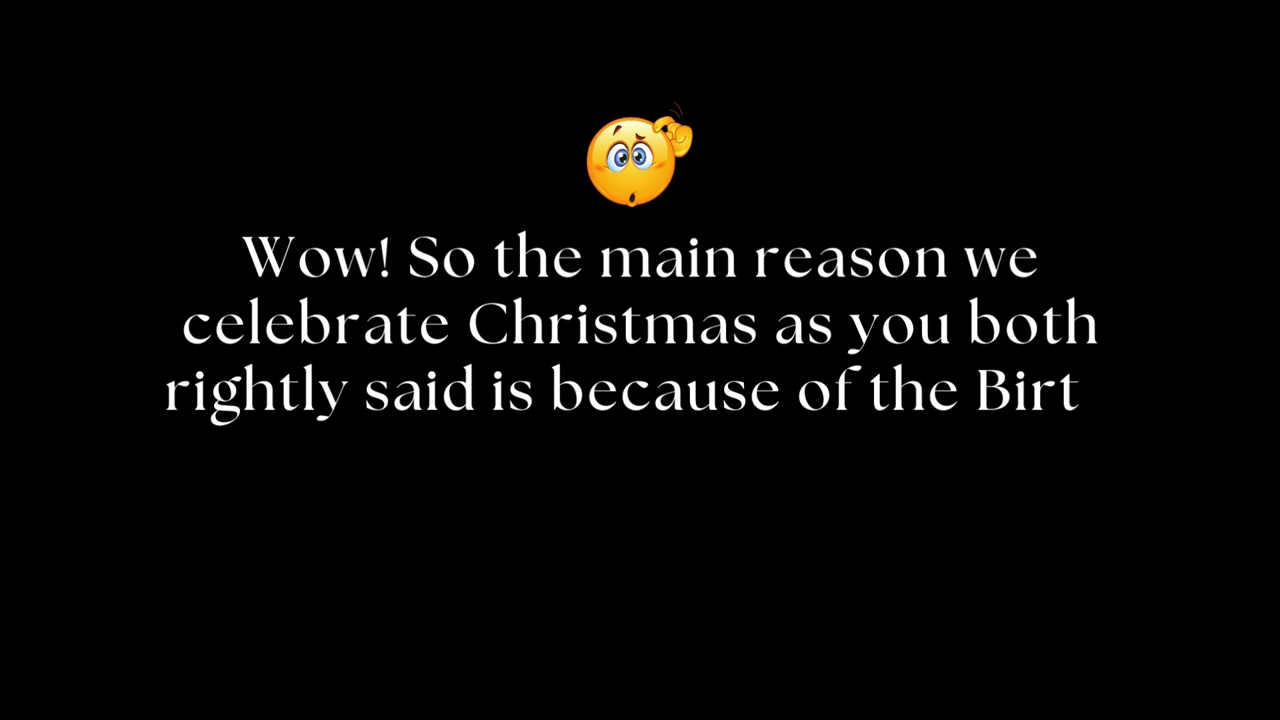 Wow! So the main reason we
celebrate Christmas as you both
rightly said is because of the Birt